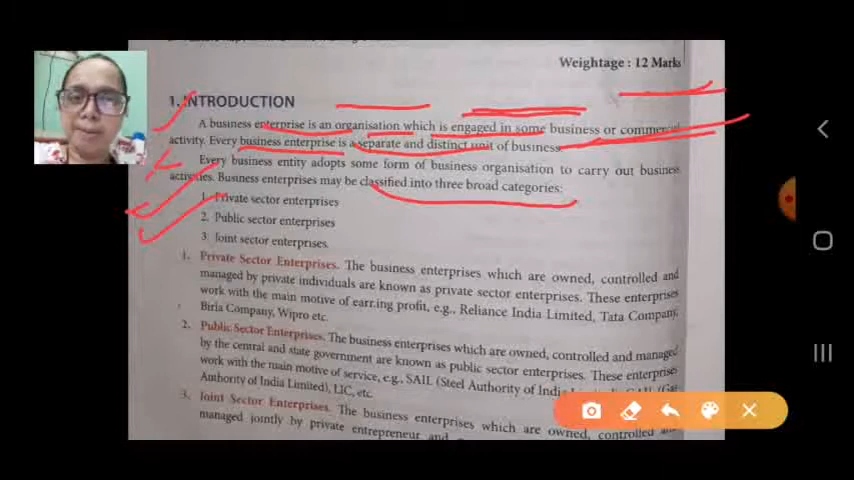 Weightage : 12 Marks
1. INTRODUCTION
A business enterprise is an organisation which is engaged in some business or commercial
activity. Every business enterprise is a separate and distinct unit of business.
Every business entity adopts some form of business organisation to carry out business
activities. Business enterprises may be classified into three broad categories:
1. Private sector enterprises
2. Public sector enterprises
3. Joint sector enterprises.
1. Private Sector Enterprises. The business enterprises which are owned, controlled and
managed by private individuals are known as private sector enterprises. These enterprises
work with the main motive of earning profit, e.g., Reliance India Limited, Tata Company,
Birla Company, Wipro etc.
2. Public Sector Enterprises. The business enterprises which are owned, controlled and managed
by the central and state government are known as public sector enterprises. These enterprises
work with the main motive of service, e.g., SAIL (Steel Authority of India (Gas
Authority of India Limited), LIC, etc.
3. Joint Sector Enterprises. The business enterprises which are owned, controlled and
managed jointly by private entrepreneur and